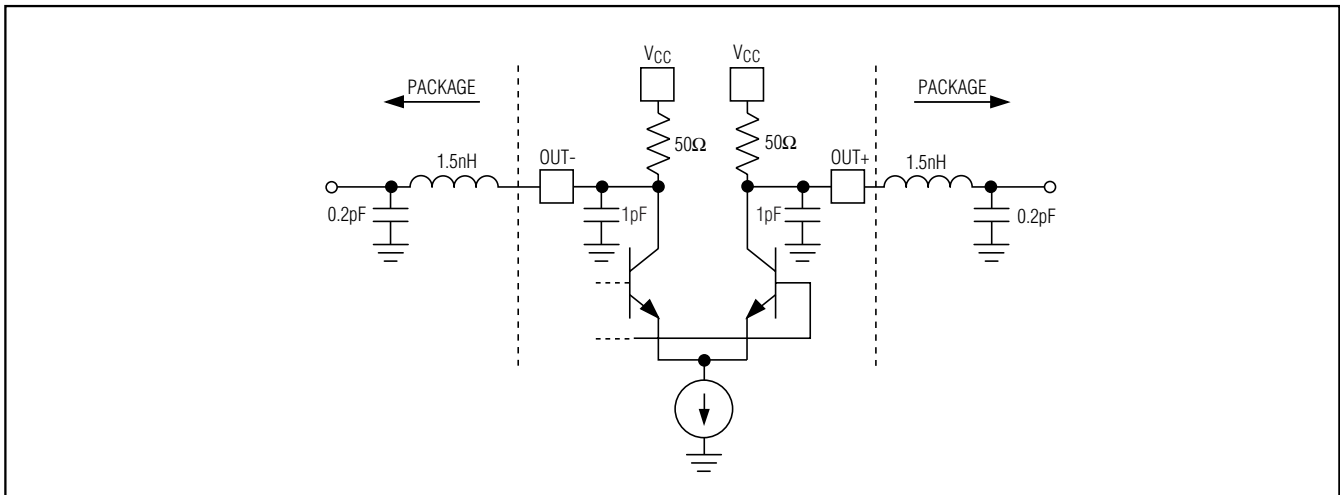 VCC
VCC
PACKAGE
PACKAGE
50Ω
50Ω
1.5nH
OUT-
OUT+
1.5nH
0.2pF
1pF
1pF
0.2pF